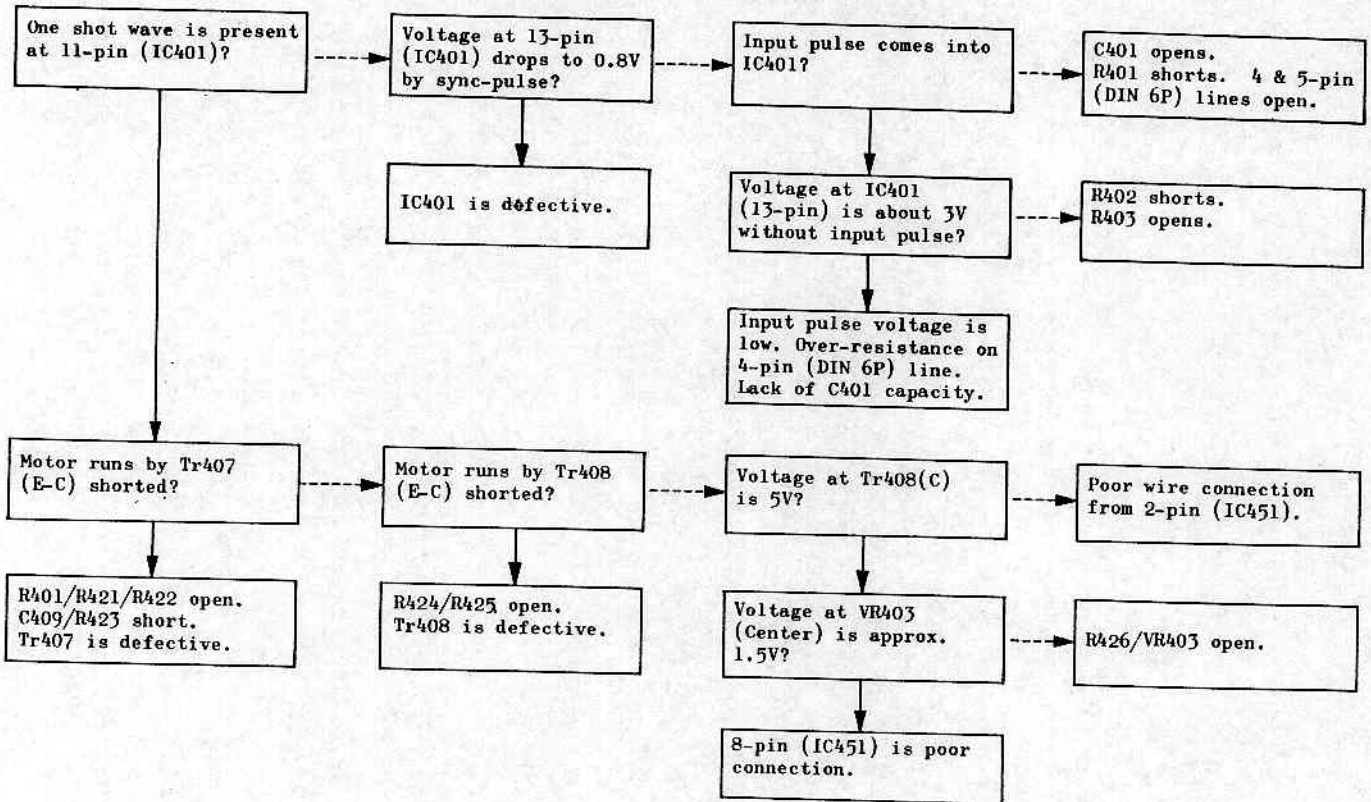 One shot wave is present
at 11-pin (IC401)?
Voltage at 13-pin
(IC401) drops to 0.8V
by sync-pulse?
Input pulse comes into
IC401?
C401 opens.
R401 shorts. 4 & 5-pin
(DIN 6P) lines open.
IC401 is defective.
Voltage at IC401
(13-pin) is about 3V
without input pulse?
R402 shorts.
R403 opens.
Input pulse voltage is
low. Over-resistance on
4-pin (DIN 6P) line.
Lack of C401 capacity.
Motor runs by Tr407
(E-C) shorted?
Motor runs by Tr408
(E-C) shorted?
Voltage at Tr408(C)
is 5V?
Poor wire connection
from 2-pin (IC451).
R401/R421/R422 open.
C409/R423 short.
Tr407 is defective.
R424/R425 open.
Tr408 is defective.
Voltage at VR403
(Center) is approx.
1.5V?
R426/VR403 open.
8-pin (IC451) is poor
connection.